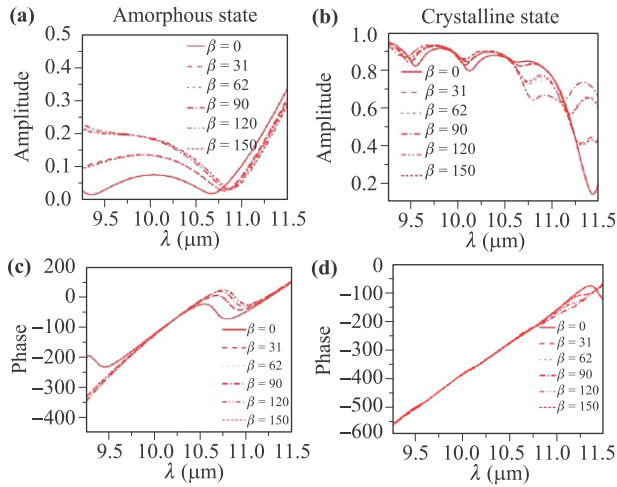 (a) Amorphous state
0.5
0.4
0.3
0.2
0.1
0.0
Amplitude
β = 0
β = 31
β = 62
β = 90
β = 120
β = 150
9.5 10.0 10.5 11.0 11.5
λ (μm)
(b) Crystalline state
1.0
0.8
0.6
0.4
0.2
Amplitude
β = 0
β = 31
β = 62
β = 90
β = 120
β = 150
9.5 10.0 10.5 11.0 11.5
λ (μm)
(c)
200
100
0
−100
−200
−300
−400
Phase
β = 0
β = 31
β = 62
β = 90
β = 120
β = 150
9.5 10.0 10.5 11.0 11.5
λ (μm)
(d)
0
−100
−200
−300
−400
−500
−600
Phase
β = 0
β = 31
β = 62
β = 90
β = 120
β = 150
9.5 10.0 10.5 11.0 11.5
λ (μm)